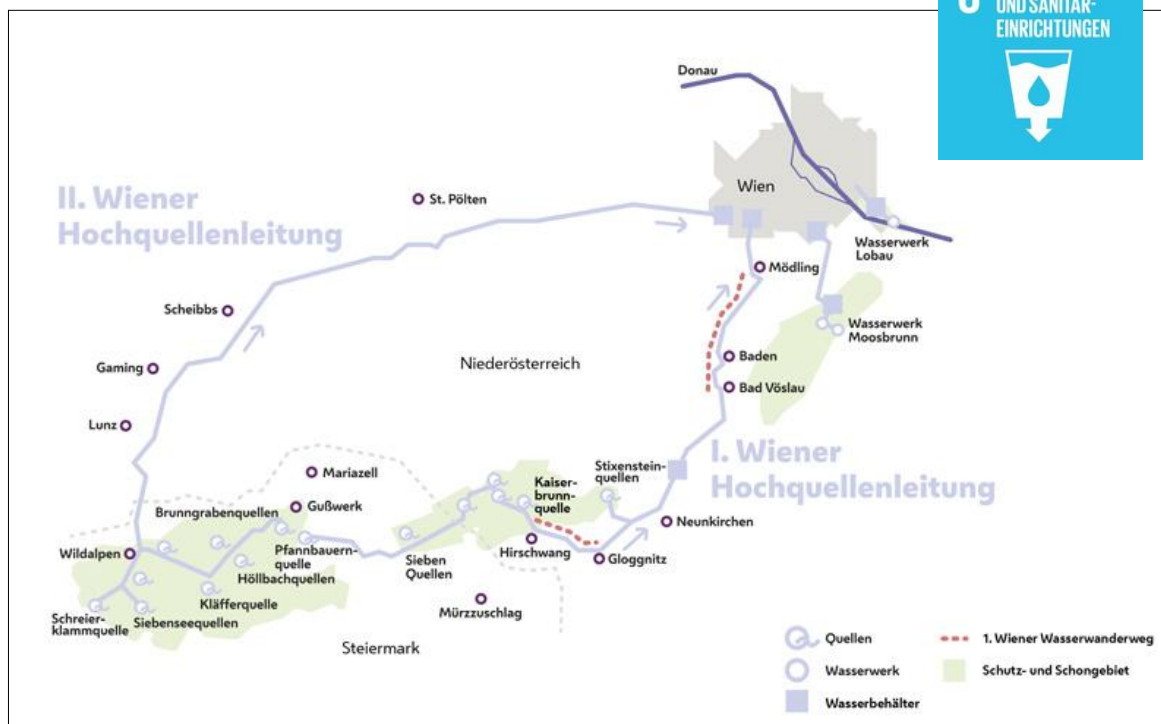 UND SANITÄR-
EINRICHTUNGEN
Donau
II. Wiener
Hochquellenleitung
St. Pölten
Wien
Wasserwerk
Lobau
Mödling
Scheibbs
Wasserwerk
Moosbrunn
Niederösterreich
Baden
Gaming
Bad Vöslau
Lunz
I. Wiener
Hochquellenleitung
Stixenstein-
quellen
Mariazell
Kaiser-
brunn-
quelle
Gußwerk
Brunngrabenquellen
Neunkirchen
Wildalpen
Pfannbauern-
quelle
Sieben
Quellen
Hirschwang
Gloggnitz
Höllbachquellen
Kläfferquelle
Schreier-
klammquelle
Siebenseequellen
Mürzzuschlag
Steiermark
Quellen
1. Wiener Wasserwanderweg
Wasserwerk
Schutz- und Schongebiet
Wasserbehälter